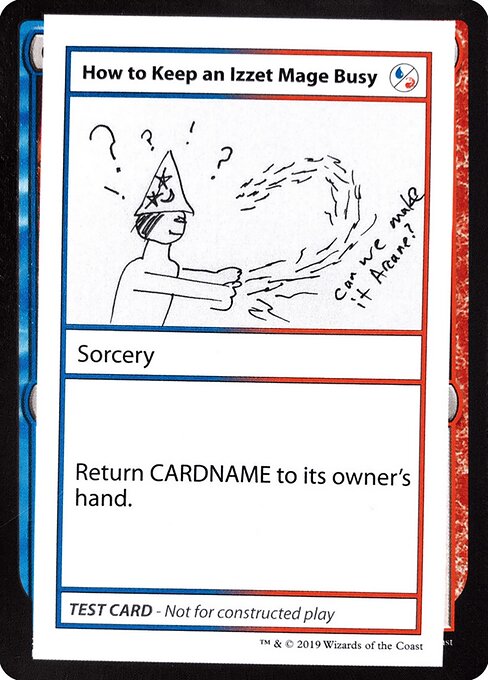 How to Keep an Izzet Mage Busy
? ? ! ? !
can we make
it Arcane?
Sorcery
Return CARDNAME to its owner's
hand.
TEST CARD - Not for constructed play
™ & © 2019 Wizards of the Coast
st